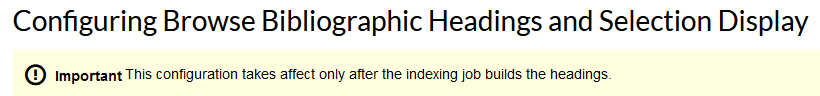 Configuring Browse Bibliographic Headings and Selection Display
Important This configuration takes affect only after the indexing job builds the headings.